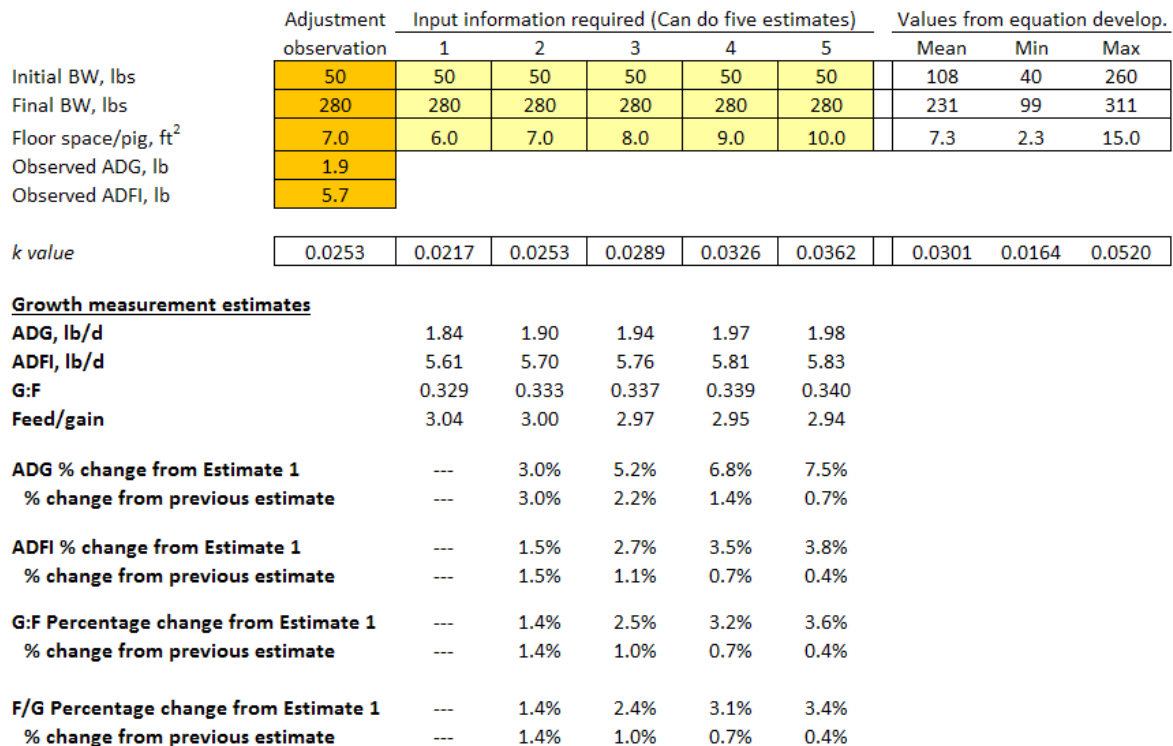 Adjustment Input information required (Can do five estimates) Values from equation develop.
observation 1 2 3 4 5 Mean Min Max
Initial BW, lbs 50 50 50 50 50 50 108 40 260
Final BW, lbs 280 280 280 280 280 280 231 99 311
Floor space/pig, ft² 7.0 6.0 7.0 8.0 9.0 10.0 7.3 2.3 15.0
Observed ADG, lb 1.9
Observed ADFI, lb 5.7
k value 0.0253 0.0217 0.0253 0.0289 0.0326 0.0362 0.0301 0.0164 0.0520
Growth measurement estimates
ADG, lb/d 1.84 1.90 1.94 1.97 1.98
ADFI, lb/d 5.61 5.70 5.76 5.81 5.83
G:F 0.329 0.333 0.337 0.339 0.340
Feed/gain 3.04 3.00 2.97 2.95 2.94
ADG % change from Estimate 1 --- 3.0% 5.2% 6.8% 7.5%
% change from previous estimate --- 3.0% 2.2% 1.4% 0.7%
ADFI % change from Estimate 1 --- 1.5% 2.7% 3.5% 3.8%
% change from previous estimate --- 1.5% 1.1% 0.7% 0.4%
G:F Percentage change from Estimate 1 --- 1.4% 2.5% 3.2% 3.6%
% change from previous estimate --- 1.4% 1.0% 0.7% 0.4%
F/G Percentage change from Estimate 1 --- 1.4% 2.4% 3.1% 3.4%
% change from previous estimate --- 1.4% 1.0% 0.7% 0.4%